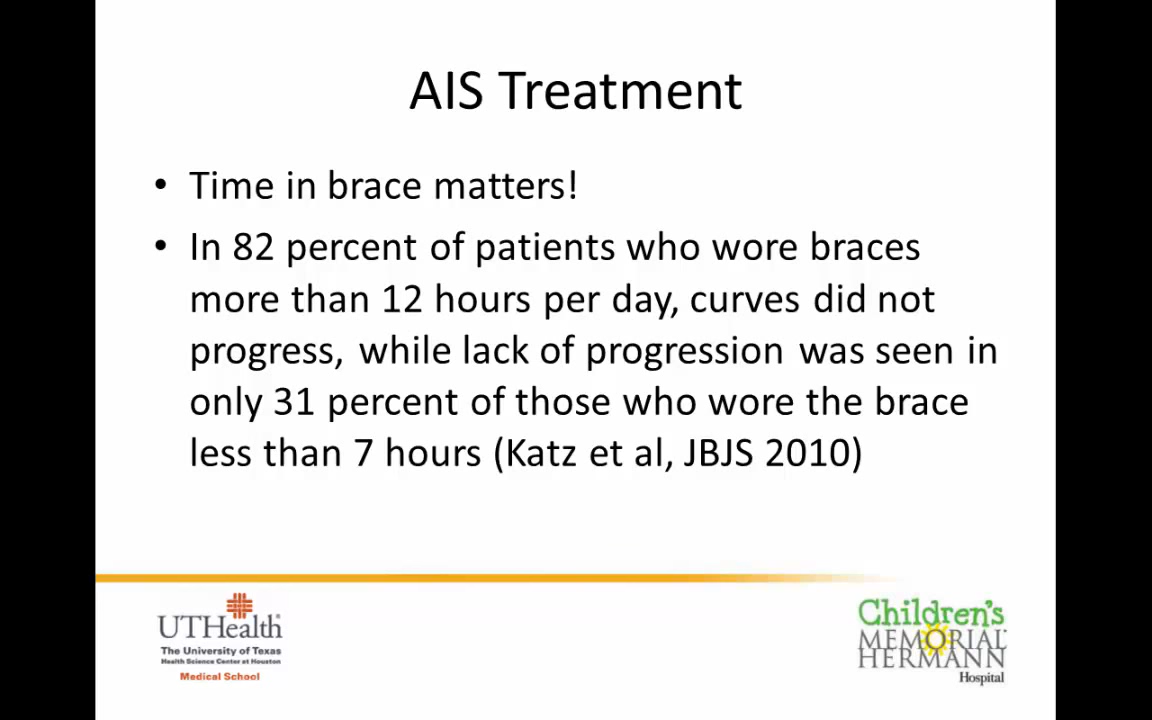 AIS Treatment
• Time in brace matters!
• In 82 percent of patients who wore braces
more than 12 hours per day, curves did not
progress, while lack of progression was seen in
only 31 percent of those who wore the brace
less than 7 hours (Katz et al, JBJS 2010)
UTHealth
The University of Texas
Health Science Center at Houston
Medical School
Children's
MEMORIAL
HERMANN
Hospital